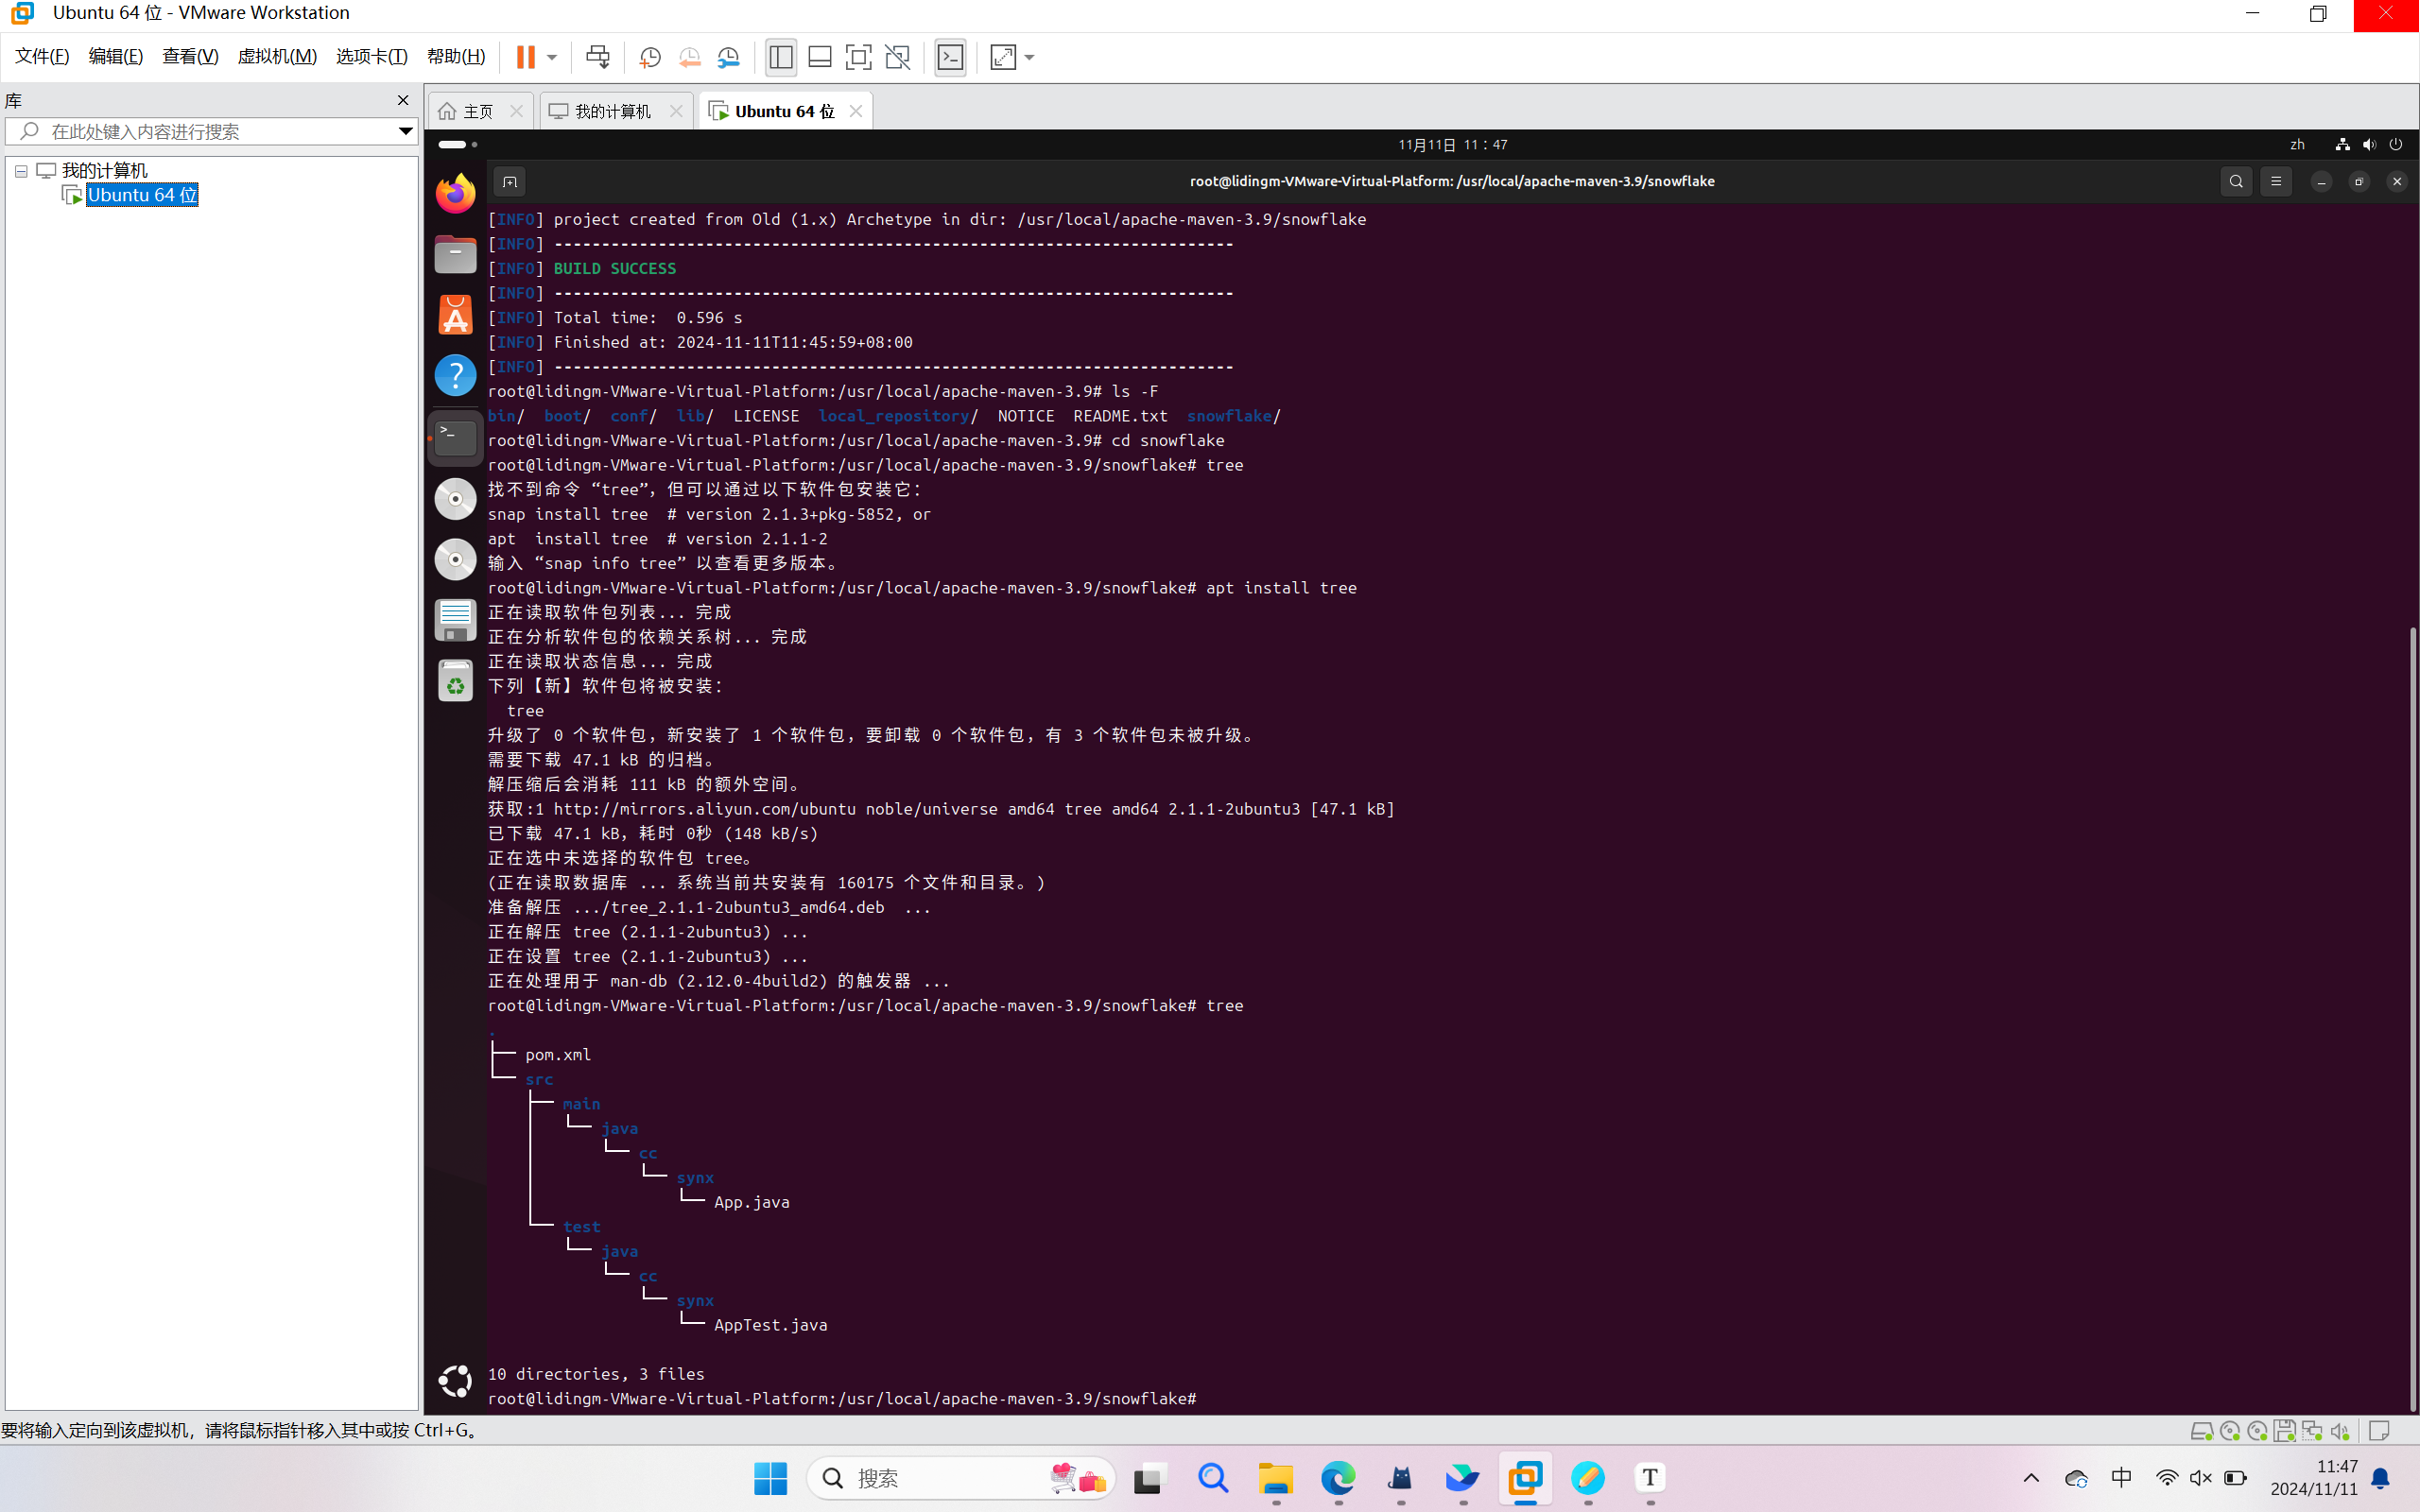 Ubuntu 64 位 - VMware Workstation
文件(F) 编辑(E) 查看(V) 虚拟机(M) 选项卡(T) 帮助(H)
库
在此处键入内容进行搜索
我的计算机
Ubuntu 64 位
主页 我的计算机 Ubuntu 64 位
11月11日 11：47
zh
root@lidingm-VMware-Virtual-Platform: /usr/local/apache-maven-3.9/snowflake
[INFO] project created from Old (1.x) Archetype in dir: /usr/local/apache-maven-3.9/snowflake
[INFO] ------------------------------------------------------------------------
[INFO] BUILD SUCCESS
[INFO] ------------------------------------------------------------------------
[INFO] Total time:  0.596 s
[INFO] Finished at: 2024-11-11T11:45:59+08:00
[INFO] ------------------------------------------------------------------------
root@lidingm-VMware-Virtual-Platform:/usr/local/apache-maven-3.9# ls -F
bin/  boot/  conf/  lib/  LICENSE  local_repository/  NOTICE  README.txt  snowflake/
root@lidingm-VMware-Virtual-Platform:/usr/local/apache-maven-3.9# cd snowflake
root@lidingm-VMware-Virtual-Platform:/usr/local/apache-maven-3.9/snowflake# tree
找不到命令 “tree”，但可以通过以下软件包安装它：
snap install tree  # version 2.1.3+pkg-5852, or
apt  install tree  # version 2.1.1-2
输入 “snap info tree” 以查看更多版本。
root@lidingm-VMware-Virtual-Platform:/usr/local/apache-maven-3.9/snowflake# apt install tree
正在读取软件包列表... 完成
正在分析软件包的依赖关系树... 完成
正在读取状态信息... 完成
下列【新】软件包将被安装：
  tree
升级了 0 个软件包，新安装了 1 个软件包，要卸载 0 个软件包，有 3 个软件包未被升级。
需要下载 47.1 kB 的归档。
解压缩后会消耗 111 kB 的额外空间。
获取:1 http://mirrors.aliyun.com/ubuntu noble/universe amd64 tree amd64 2.1.1-2ubuntu3 [47.1 kB]
已下载 47.1 kB，耗时 0秒 (148 kB/s)
正在选中未选择的软件包 tree。
(正在读取数据库 ... 系统当前共安装有 160175 个文件和目录。)
准备解压 .../tree_2.1.1-2ubuntu3_amd64.deb  ...
正在解压 tree (2.1.1-2ubuntu3) ...
正在设置 tree (2.1.1-2ubuntu3) ...
正在处理用于 man-db (2.12.0-4build2) 的触发器 ...
root@lidingm-VMware-Virtual-Platform:/usr/local/apache-maven-3.9/snowflake# tree
.
├── pom.xml
└── src
    ├── main
    │   └── java
    │       └── cc
    │           └── synx
    │               └── App.java
    └── test
        └── java
            └── cc
                └── synx
                    └── AppTest.java
10 directories, 3 files
root@lidingm-VMware-Virtual-Platform:/usr/local/apache-maven-3.9/snowflake#
要将输入定向到该虚拟机，请将鼠标指针移入其中或按 Ctrl+G。
搜索
中
11:47
2024/11/11